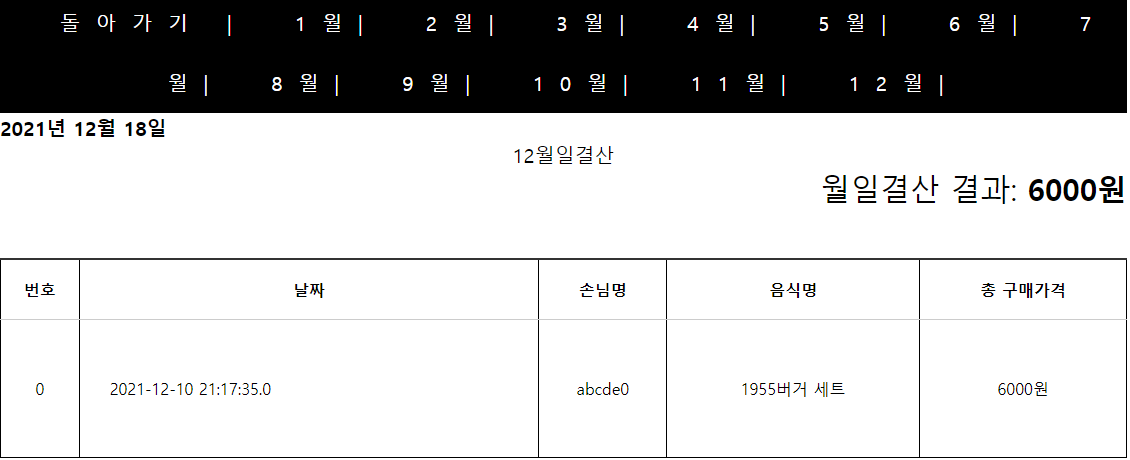 돌아가기 | 1월| 2월| 3월| 4월| 5월| 6월| 7
월| 8월| 9월| 10월| 11월| 12월|
2021년 12월 18일
12월일결산
월일결산 결과: 6000원
번호 날짜 손님명 음식명 총 구매가격
0 2021-12-10 21:17:35.0 abcde0 1955버거 세트 6000원